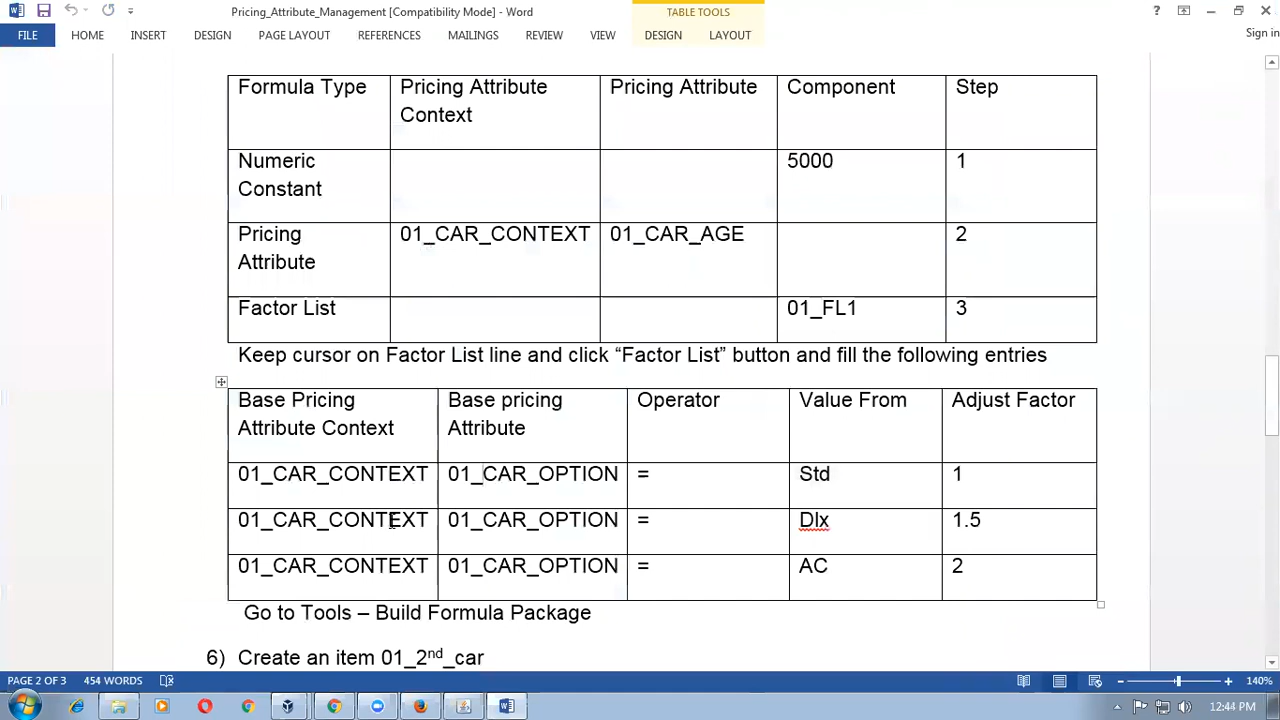 Pricing_Attribute_Management [Compatibility Mode] - Word
TABLE TOOLS
?
FILE HOME INSERT DESIGN PAGE LAYOUT REFERENCES MAILINGS REVIEW VIEW DESIGN LAYOUT Sign in
Formula Type Pricing Attribute Context Pricing Attribute Component Step
Numeric Constant 5000 1
Pricing Attribute 01_CAR_CONTEXT 01_CAR_AGE 2
Factor List 01_FL1 3
Keep cursor on Factor List line and click “Factor List” button and fill the following entries
Base Pricing Attribute Context Base pricing Attribute Operator Value From Adjust Factor
01_CAR_CONTEXT 01_CAR_OPTION = Std 1
01_CAR_CONTEXT 01_CAR_OPTION = Dlx 1.5
01_CAR_CONTEXT 01_CAR_OPTION = AC 2
Go to Tools – Build Formula Package
6) Create an item 01_2nd_car
PAGE 2 OF 3 454 WORDS 140%
12:44 PM